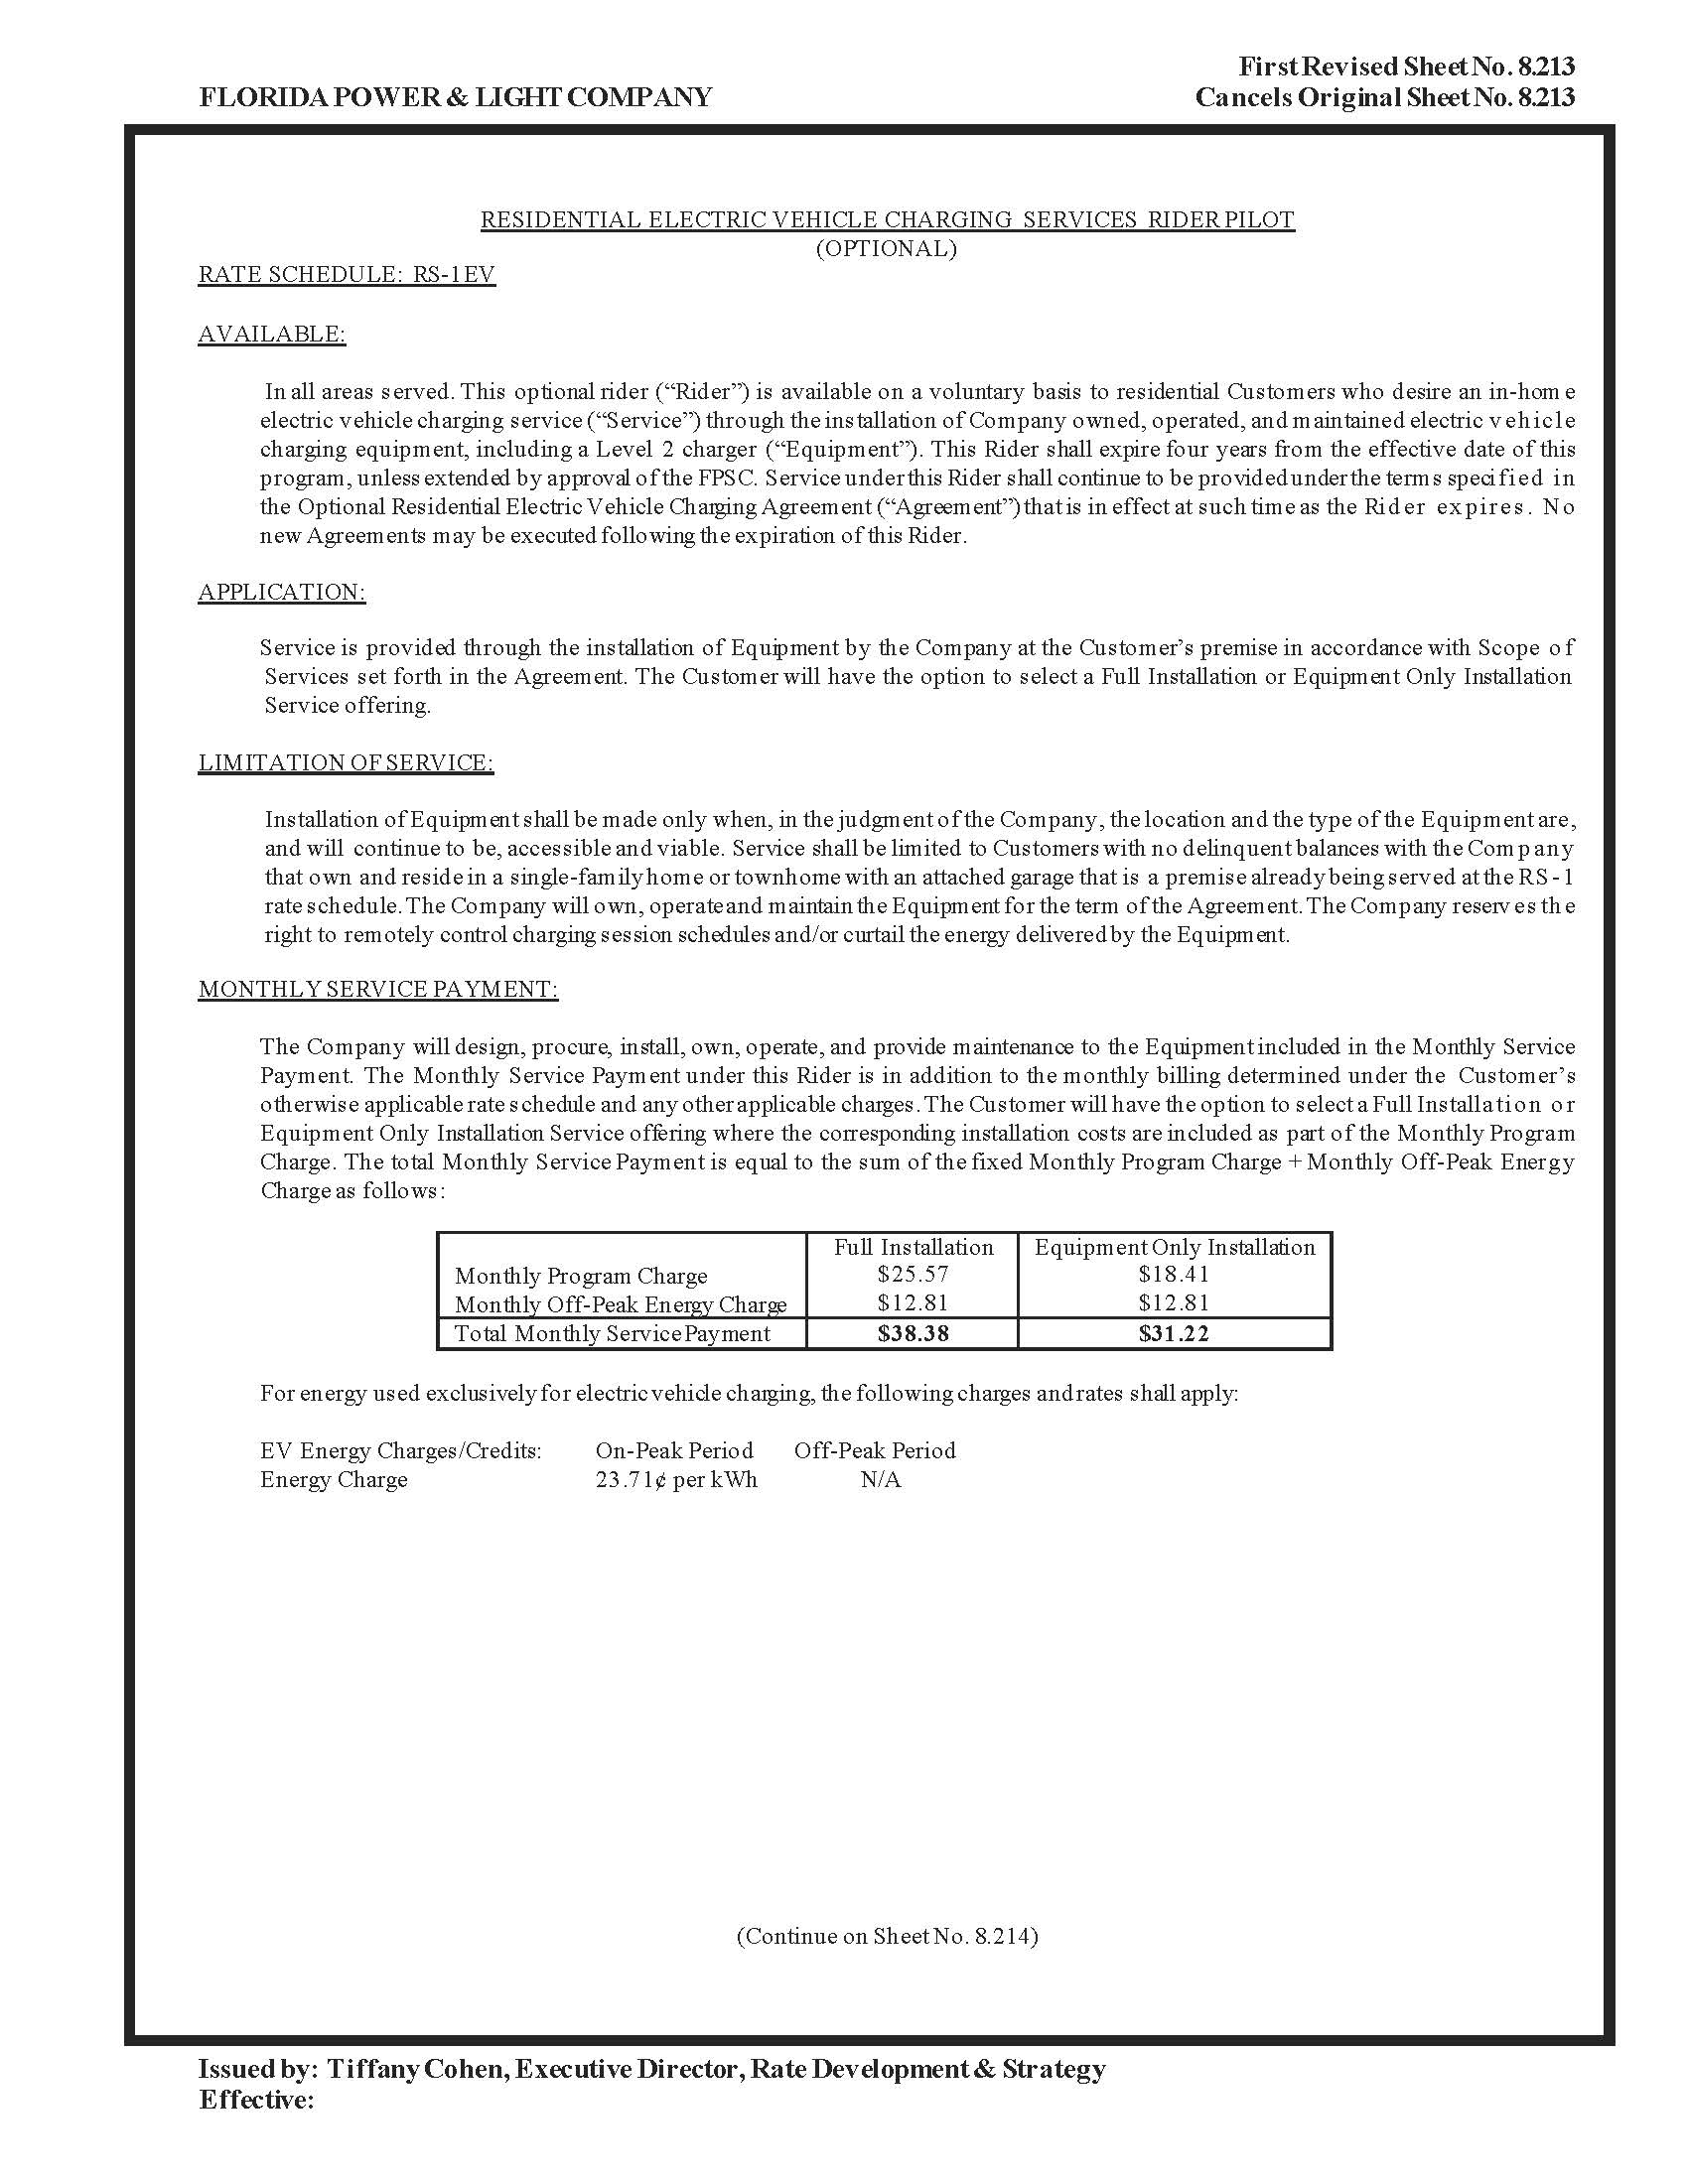 First Revised Sheet No. 8.213
FLORIDA POWER & LIGHT COMPANY Cancels Original Sheet No. 8.213
RESIDENTIAL ELECTRIC VEHICLE CHARGING SERVICES RIDER PILOT
(OPTIONAL)
RATE SCHEDULE: RS-1EV
AVAILABLE:
In all areas served. This optional rider (“Rider”) is available on a voluntary basis to residential Customers who desire an in-home
electric vehicle charging service (“Service”) through the installation of Company owned, operated, and maintained electric vehicle
charging equipment, including a Level 2 charger (“Equipment”). This Rider shall expire four years from the effective date of this
program, unless extended by approval of the FPSC. Service under this Rider shall continue to be provided under the terms specified in
the Optional Residential Electric Vehicle Charging Agreement (“Agreement”) that is in effect at such time as the Rider expires. No
new Agreements may be executed following the expiration of this Rider.
APPLICATION:
Service is provided through the installation of Equipment by the Company at the Customer’s premise in accordance with Scope of
Services set forth in the Agreement. The Customer will have the option to select a Full Installation or Equipment Only Installation
Service offering.
LIMITATION OF SERVICE:
Installation of Equipment shall be made only when, in the judgment of the Company, the location and the type of the Equipment are,
and will continue to be, accessible and viable. Service shall be limited to Customers with no delinquent balances with the Company
that own and reside in a single-family home or townhome with an attached garage that is a premise already being served at the RS-1
rate schedule. The Company will own, operate and maintain the Equipment for the term of the Agreement. The Company reserves the
right to remotely control charging session schedules and/or curtail the energy delivered by the Equipment.
MONTHLY SERVICE PAYMENT:
The Company will design, procure, install, own, operate, and provide maintenance to the Equipment included in the Monthly Service
Payment. The Monthly Service Payment under this Rider is in addition to the monthly billing determined under the Customer’s
otherwise applicable rate schedule and any other applicable charges. The Customer will have the option to select a Full Installation or
Equipment Only Installation Service offering where the corresponding installation costs are included as part of the Monthly Program
Charge. The total Monthly Service Payment is equal to the sum of the fixed Monthly Program Charge + Monthly Off-Peak Energy
Charge as follows:
Full Installation Equipment Only Installation
Monthly Program Charge $25.57 $18.41
Monthly Off-Peak Energy Charge $12.81 $12.81
Total Monthly Service Payment $38.38 $31.22
For energy used exclusively for electric vehicle charging, the following charges and rates shall apply:
EV Energy Charges/Credits: On-Peak Period Off-Peak Period
Energy Charge 23.71¢ per kWh N/A
(Continue on Sheet No. 8.214)
Issued by: Tiffany Cohen, Executive Director, Rate Development & Strategy
Effective: